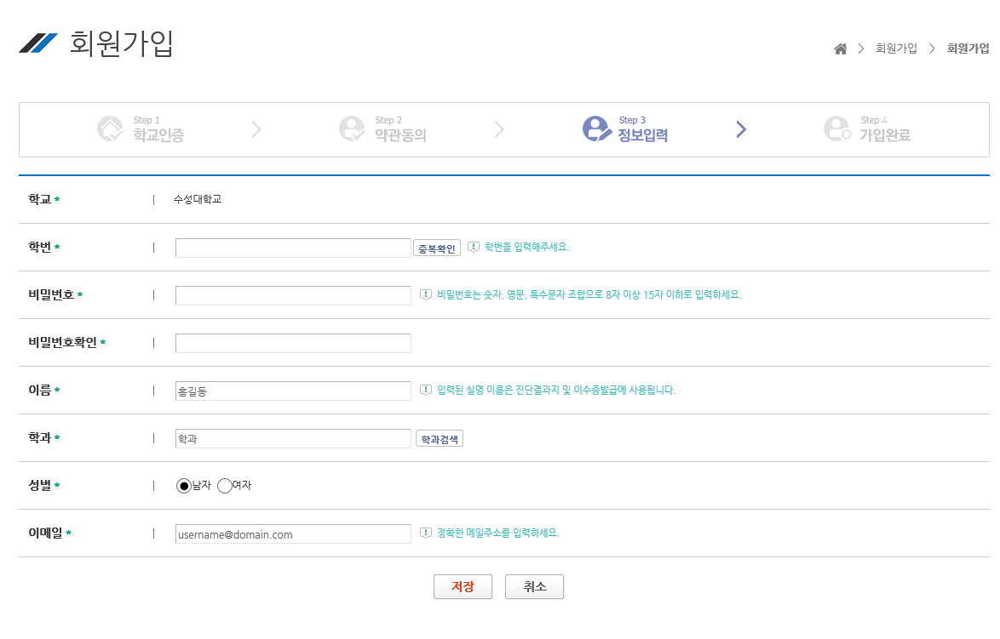 회원가입
회원가입 > 회원가입
Step 1
학교인증
Step 2
약관동의
Step 3
정보입력
Step 4
가입완료
학교 * | 수성대학교
학번 * | 중복확인 학번을 입력해주세요.
비밀번호 * | 비밀번호는 숫자, 영문, 특수문자 조합으로 8자 이상 15자 이하로 입력하세요.
비밀번호확인 * |
이름 * | 홍길동 입력된 실명 이름은 진단결과지 및 이수증발급에 사용됩니다.
학과 * | 학과 학과검색
성별 * | 남자 여자
이메일 * | username@domain.com 정확한 메일주소를 입력하세요.
저장 취소